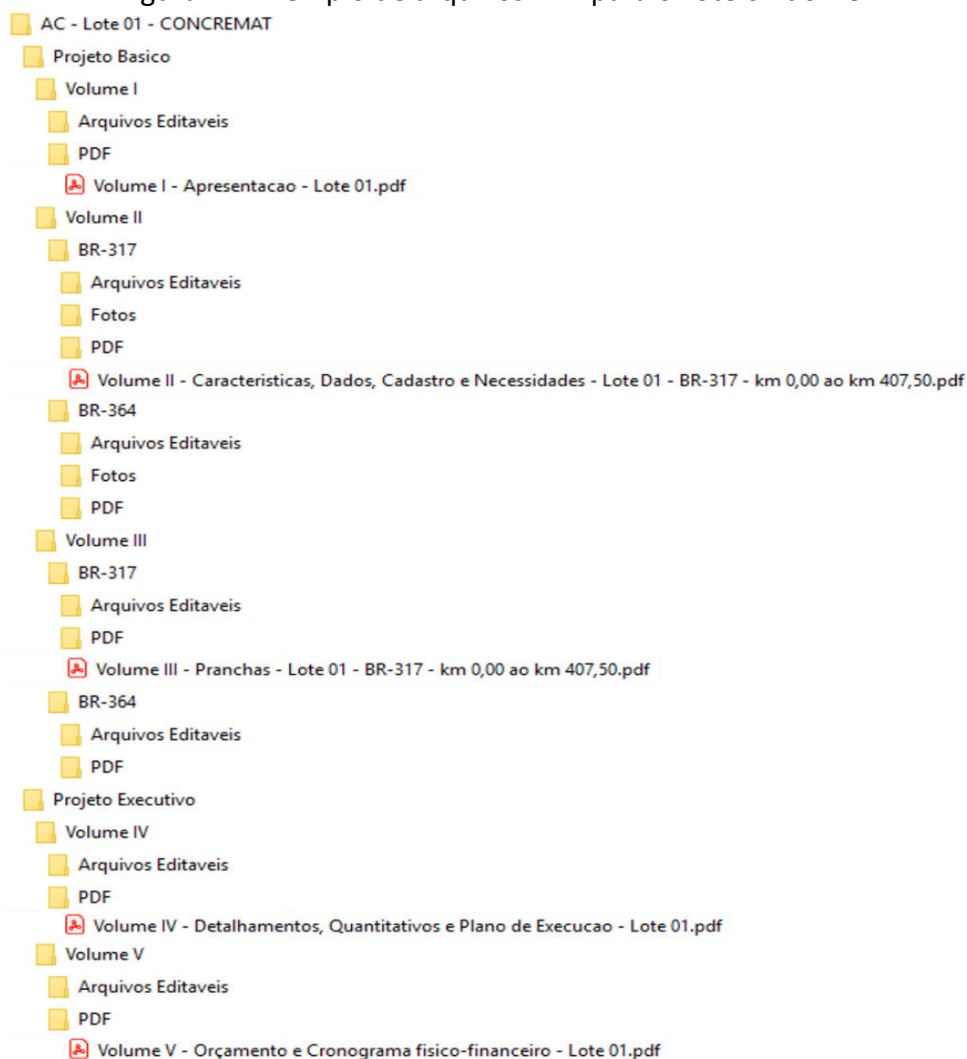 AC - Lote 01 - CONCREMAT
Projeto Basico
Volume I
Arquivos Editaveis
PDF
Volume I - Apresentacao - Lote 01.pdf
Volume II
BR-317
Arquivos Editaveis
Fotos
PDF
Volume II - Caracteristicas, Dados, Cadastro e Necessidades - Lote 01 - BR-317 - km 0,00 ao km 407,50.pdf
BR-364
Arquivos Editaveis
Fotos
PDF
Volume III
BR-317
Arquivos Editaveis
PDF
Volume III - Pranchas - Lote 01 - BR-317 - km 0,00 ao km 407,50.pdf
BR-364
Arquivos Editaveis
PDF
Projeto Executivo
Volume IV
Arquivos Editaveis
PDF
Volume IV - Detalhamentos, Quantitativos e Plano de Execucao - Lote 01.pdf
Volume V
Arquivos Editaveis
PDF
Volume V - Orçamento e Cronograma fisico-financeiro - Lote 01.pdf